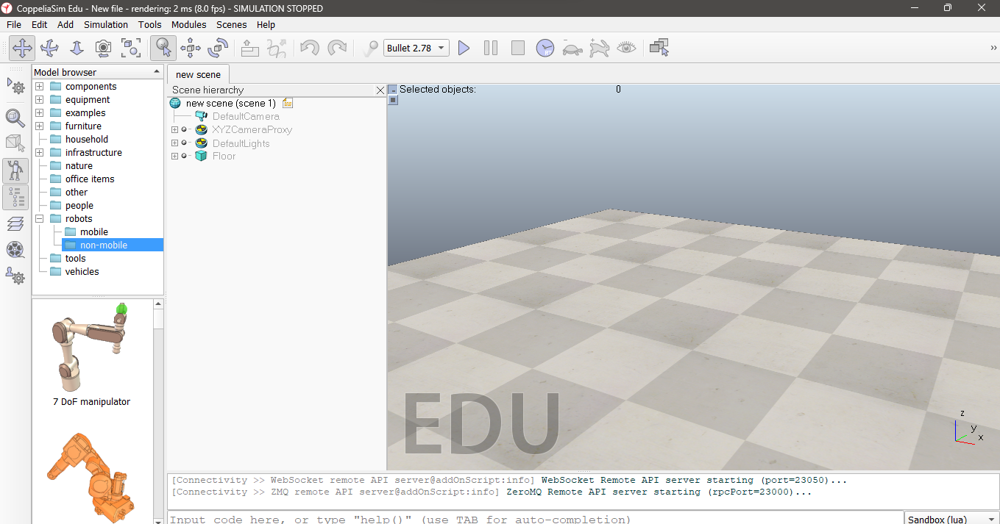 CoppeliaSim Edu - New file - rendering: 2 ms (8.0 fps) - SIMULATION STOPPED
File Edit Add Simulation Tools Modules Scenes Help
Bullet 2.78
»
Model browser
components
equipment
examples
furniture
household
infrastructure
nature
office items
other
people
robots
mobile
non-mobile
tools
vehicles
7 DoF manipulator
new scene
Scene hierarchy
new scene (scene 1)
DefaultCamera
XYZCameraProxy
DefaultLights
Floor
Selected objects: 0
EDU
z
y
x
[Connectivity >> WebSocket remote API server@addOnScript:info] WebSocket Remote API server starting (port=23050)...
[Connectivity >> ZMQ remote API server@addOnScript:info] ZeroMQ Remote API server starting (rpcPort=23000)...
Input code here, or type "help()" (use TAB for auto-completion)
Sandbox (lua)